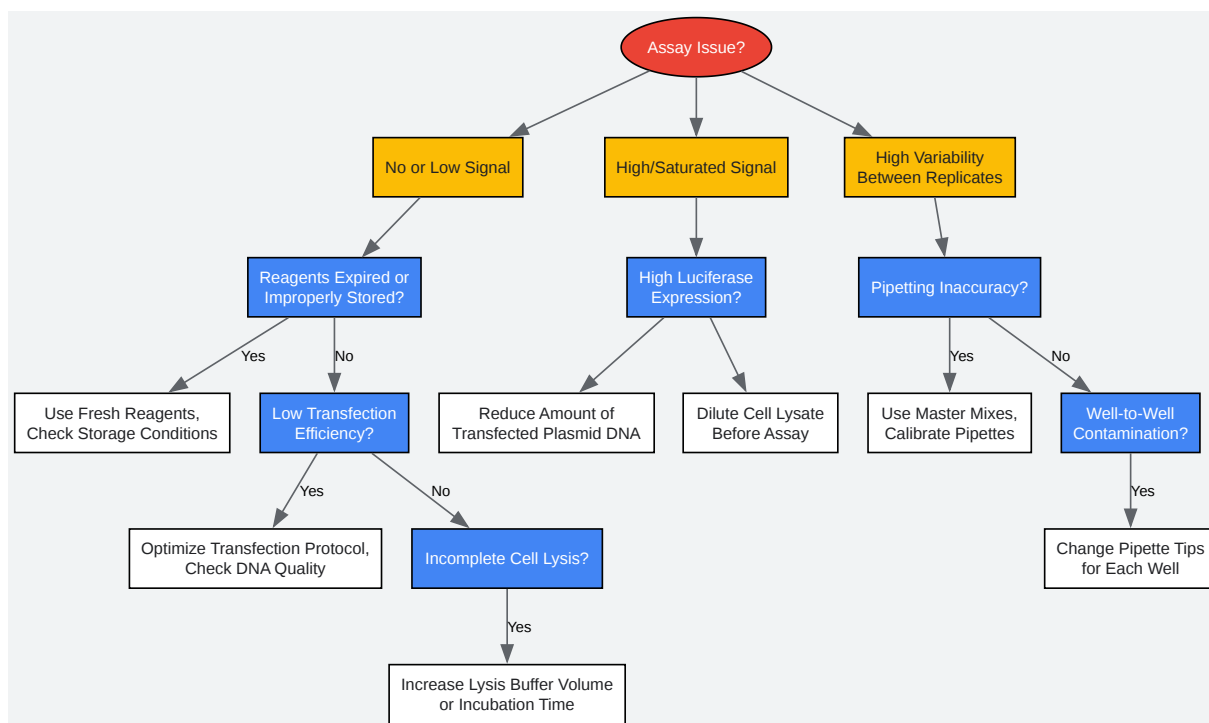 Assay Issue?
No or Low Signal
High/Saturated Signal
High Variability
Between Replicates
Reagents Expired or
Improperly Stored?
High Luciferase
Expression?
Pipetting Inaccuracy?
Yes
No
Yes
No
Use Fresh Reagents,
Check Storage Conditions
Low Transfection
Efficiency?
Reduce Amount of
Transfected Plasmid DNA
Dilute Cell Lysate
Before Assay
Use Master Mixes,
Calibrate Pipettes
Well-to-Well
Contamination?
Yes
No
Yes
Optimize Transfection Protocol,
Check DNA Quality
Incomplete Cell Lysis?
Change Pipette Tips
for Each Well
Yes
Increase Lysis Buffer Volume
or Incubation Time